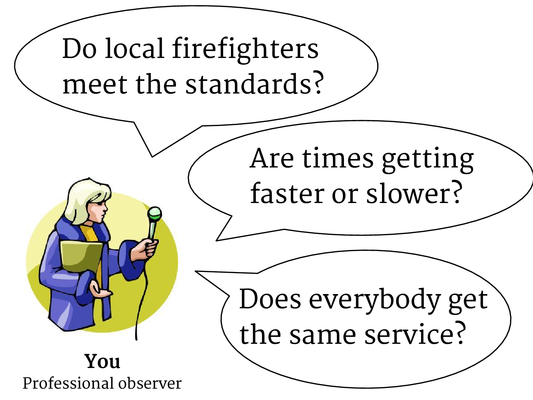 Do local firefighters
meet the standards?
Are times getting
faster or slower?
Does everybody get
the same service?
You
Professional observer